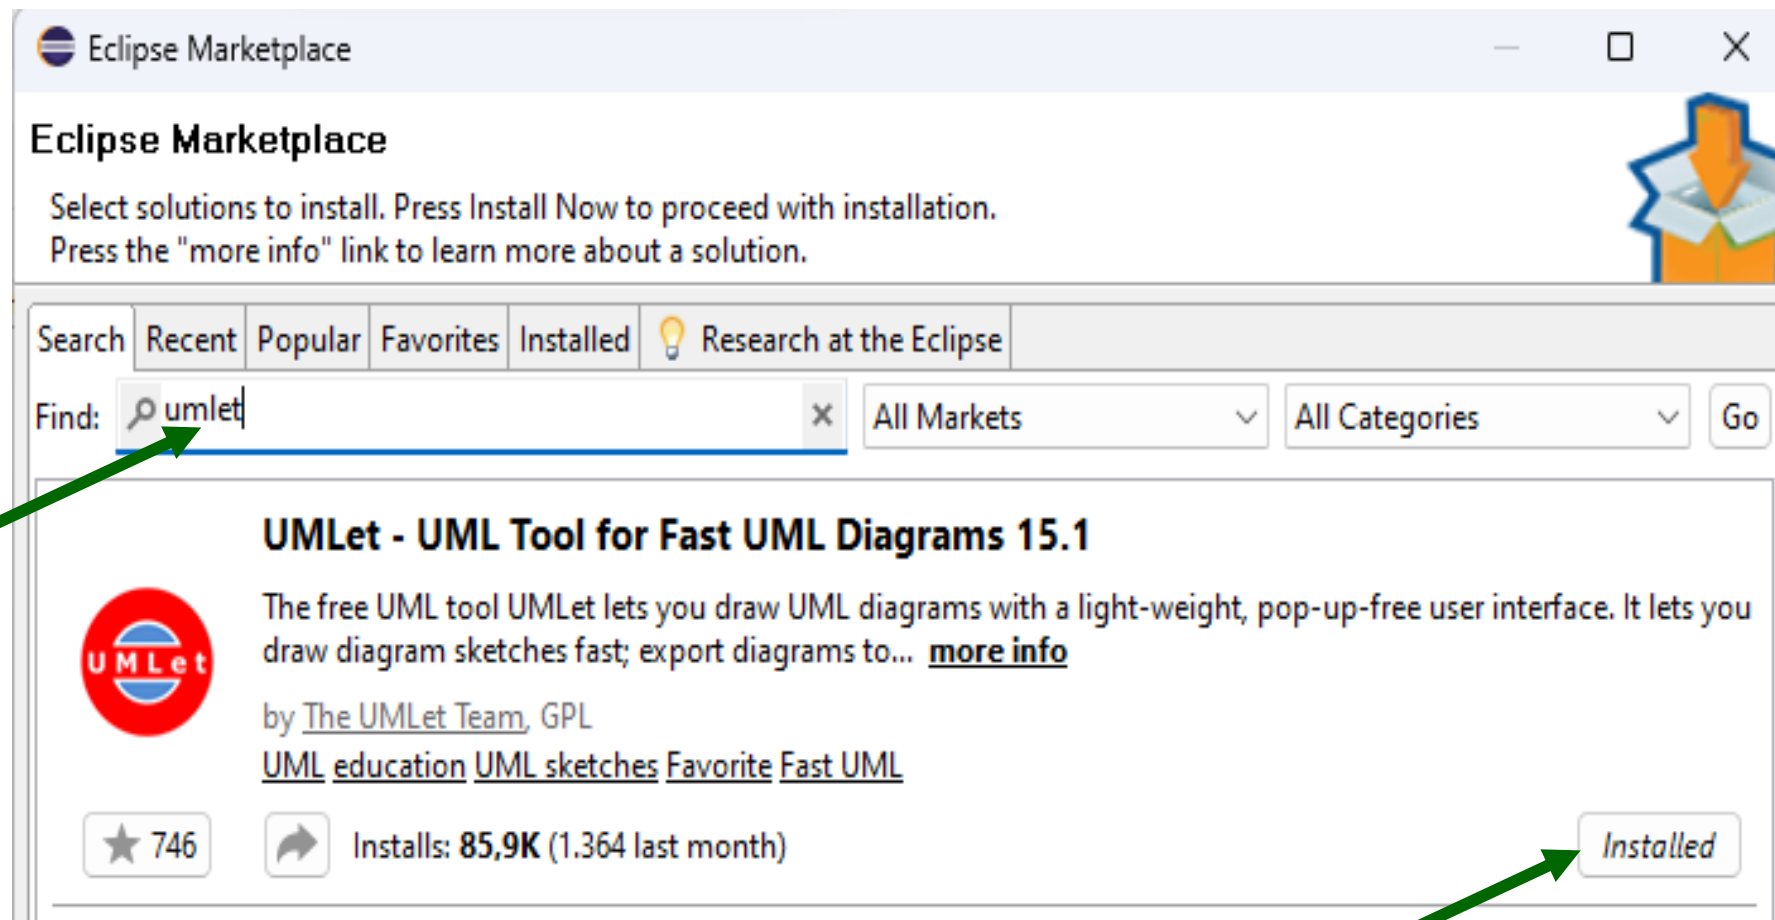 Eclipse Marketplace
Eclipse Marketplace
Select solutions to install. Press Install Now to proceed with installation.
Press the "more info" link to learn more about a solution.
Search Recent Popular Favorites Installed Research at the Eclipse
Find: umlet All Markets All Categories Go
UMLet - UML Tool for Fast UML Diagrams 15.1
The free UML tool UMLet lets you draw UML diagrams with a light-weight, pop-up-free user interface. It lets you
draw diagram sketches fast; export diagrams to... more info
UMLet
by The UMLet Team, GPL
UML education UML sketches Favorite Fast UML
746 Installs: 85,9K (1.364 last month) Installed